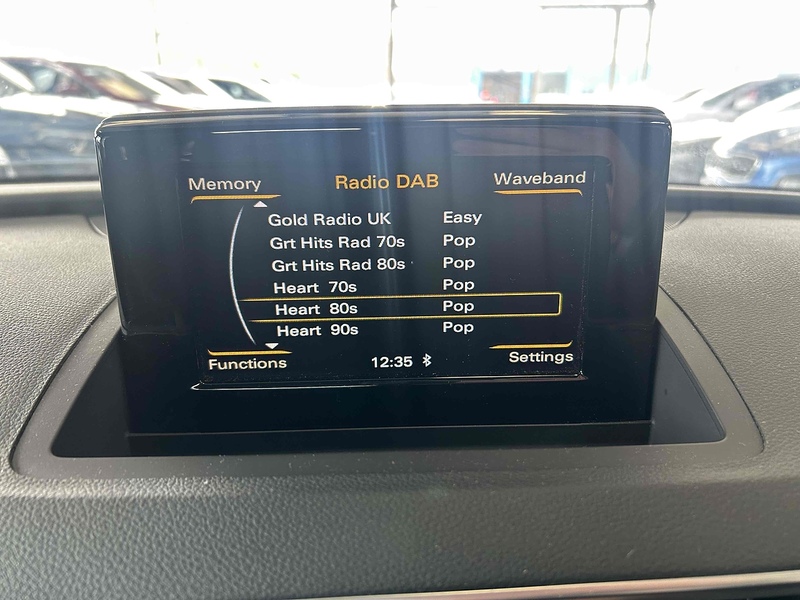 Memory Radio DAB Waveband
Gold Radio UK Easy
Grt Hits Rad 70s Pop
Grt Hits Rad 80s Pop
Heart 70s Pop
Heart 80s Pop
Heart 90s Pop
Functions 12:35 Settings